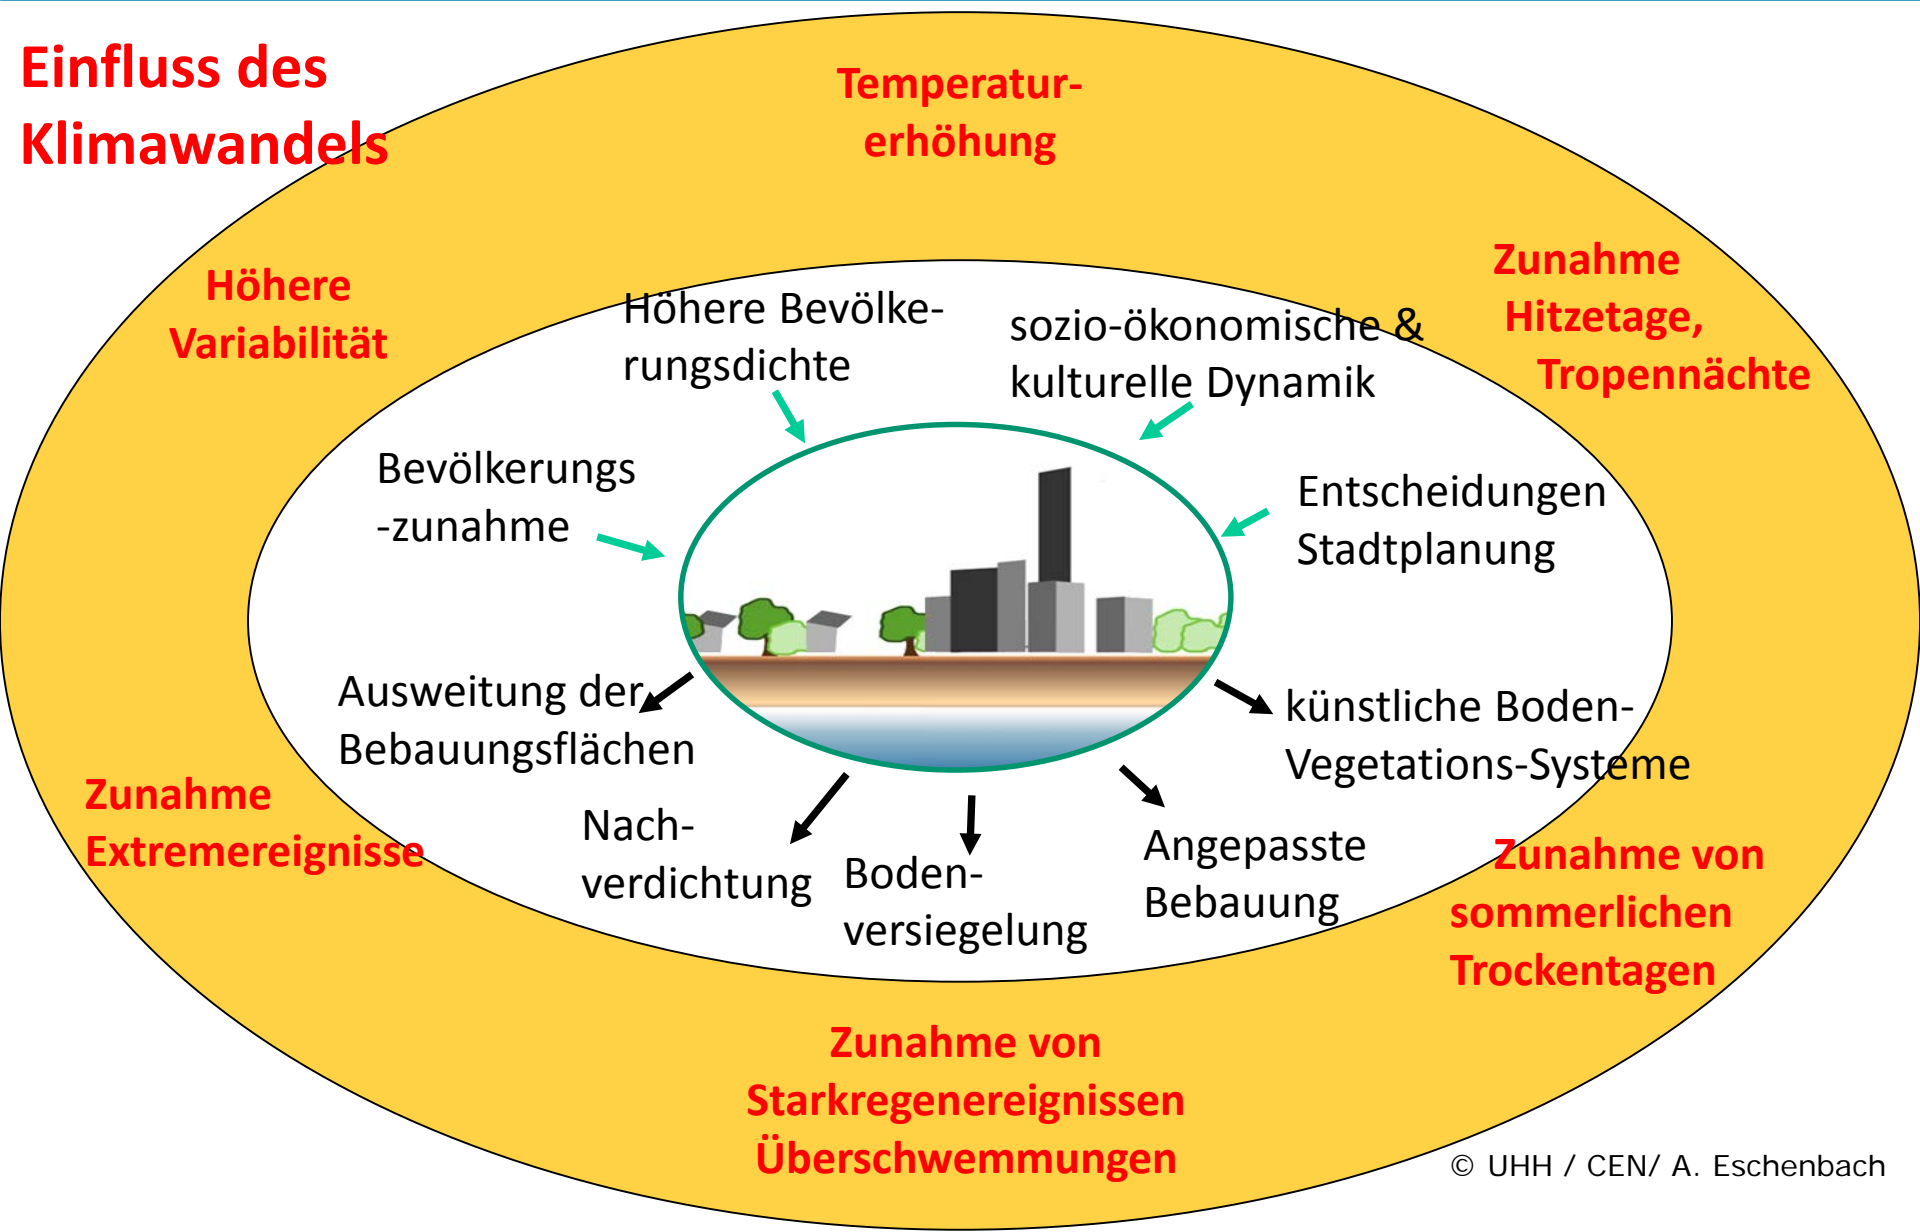 Einfluss des
Klimawandels
Temperatur-
erhöhung
Höhere
Variabilität
Zunahme
Hitzetage,
Tropennächte
Höhere Bevölke-
rungsdichte
sozio-ökonomische &
kulturelle Dynamik
Bevölkerungs
-zunahme
Entscheidungen
Stadtplanung
Ausweitung der
Bebauungsflächen
künstliche Boden-
Vegetations-Systeme
Zunahme
Extremereignisse
Nach-
verdichtung
Boden-
versiegelung
Angepasste
Bebauung
Zunahme von
sommerlichen
Trockentagen
Zunahme von
Starkregenereignissen
Überschwemmungen
© UHH / CEN/ A. Eschenbach